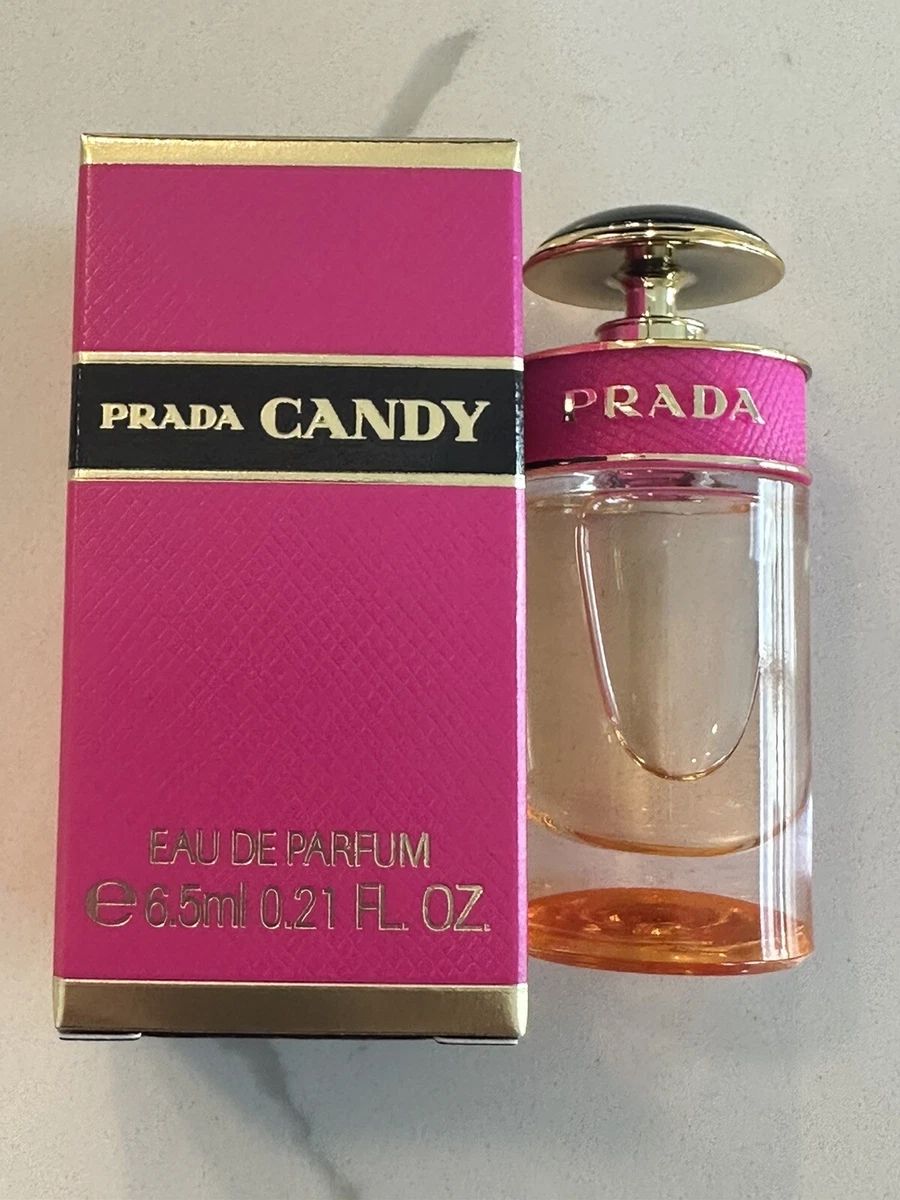 PRADA CANDY
EAU DE PARFUM
℮ 6.5ml 0.21 FL. OZ.
PRADA